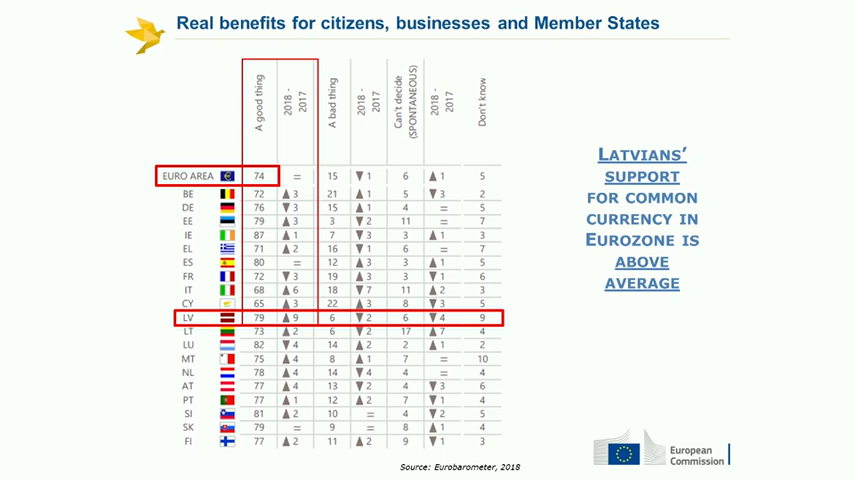 Real benefits for citizens, businesses and Member States
A good thing
2018 -
2017
A bad thing
2018 -
2017
Can't decide
(SPONTANEOUS)
2018 -
2017
Don't know
EURO AREA 74 = 15 ▼1 6 ▲1 5
BE 72 ▲3 21 ▲1 5 ▼3 2
DE 76 ▼3 15 ▲1 4 = 5
EE 79 ▲3 3 ▼2 11 = 7
IE 87 ▲1 7 ▼3 3 ▲1 3
EL 71 ▲2 16 ▼1 6 = 7
ES 80 = 12 ▲3 3 ▲1 5
FR 72 ▼3 19 ▲3 3 ▼1 6
IT 68 ▲6 18 ▼7 11 ▲2 3
CY 65 ▲3 22 ▲3 8 ▼3 5
LV 79 ▲9 6 ▼2 6 ▼4 9
LT 73 ▲2 6 ▼2 17 ▲7 4
LU 82 ▼4 14 ▲2 2 ▲1 2
MT 75 ▲4 8 ▲1 7 = 10
NL 78 ▲4 14 ▼4 4 = 4
AT 77 ▲4 13 ▼2 4 ▼3 6
PT 77 ▲1 12 ▲2 7 ▼1 4
SI 81 ▲2 10 = 4 ▼2 5
SK 79 = 9 = 8 ▲1 4
FI 77 ▲2 11 ▲2 9 ▼1 3
LATVIANS'
SUPPORT
FOR COMMON
CURRENCY IN
EUROZONE IS
ABOVE
AVERAGE
Source: Eurobarometer, 2018
European
Commission